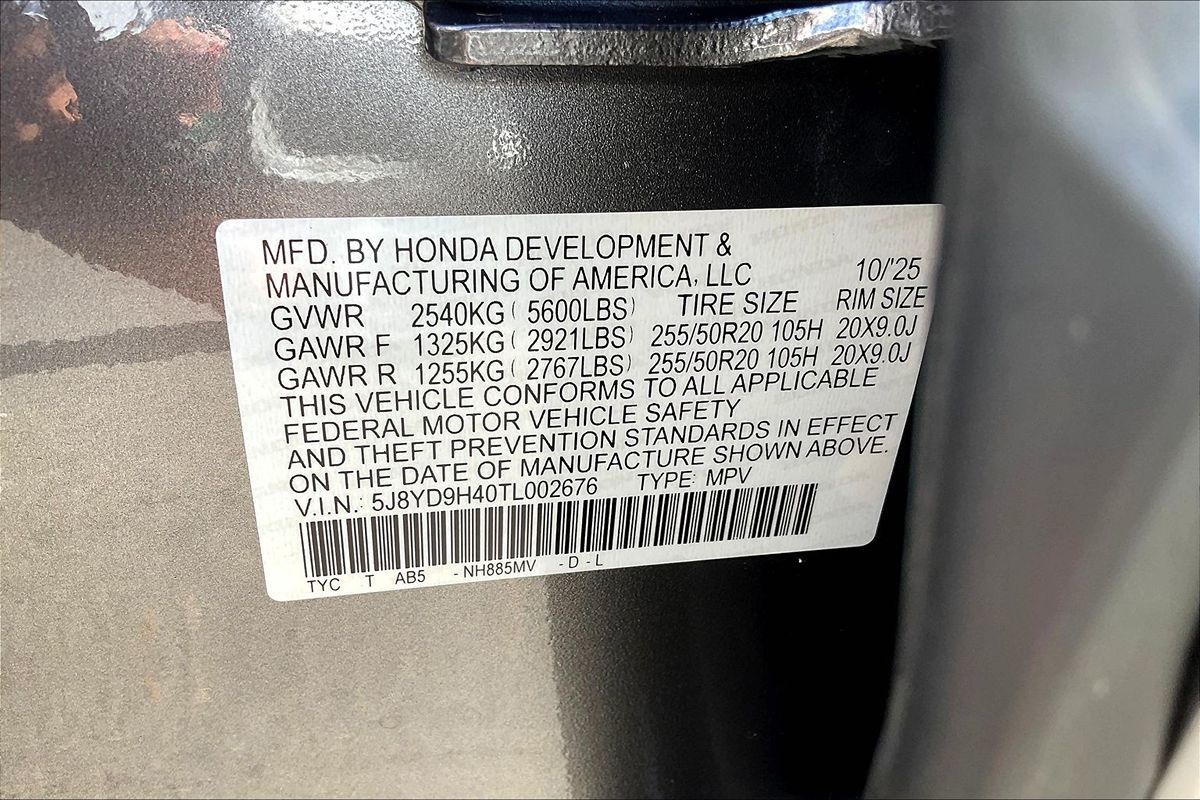 MFD. BY HONDA DEVELOPMENT &
MANUFACTURING OF AMERICA, LLC 10/'25
GVWR 2540KG ( 5600LBS) TIRE SIZE RIM SIZE
GAWR F 1325KG ( 2921LBS) 255/50R20 105H 20X9.0J
GAWR R 1255KG ( 2767LBS) 255/50R20 105H 20X9.0J
THIS VEHICLE CONFORMS TO ALL APPLICABLE
FEDERAL MOTOR VEHICLE SAFETY
AND THEFT PREVENTION STANDARDS IN EFFECT
ON THE DATE OF MANUFACTURE SHOWN ABOVE.
V.I.N.: 5J8YD9H40TL002676 TYPE: MPV
TYC T AB5 - NH885MV - D - L